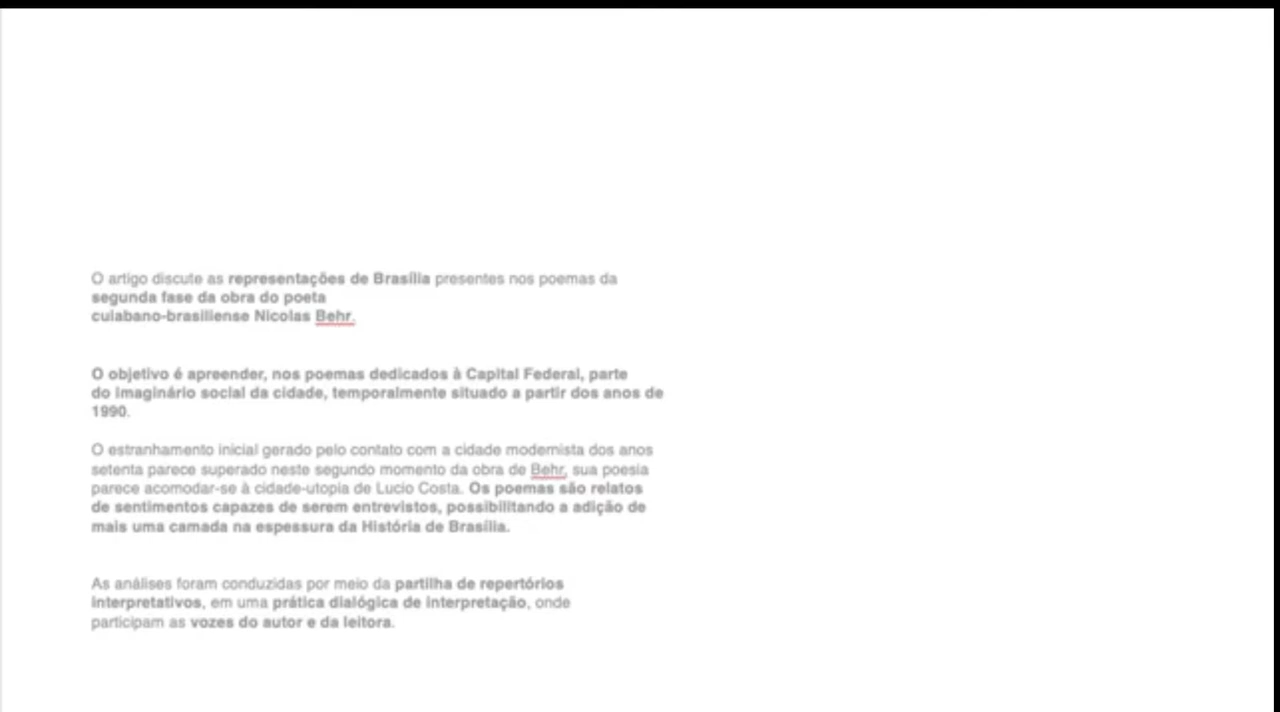 O artigo discute as representações de Brasília presentes nos poemas da
segunda fase da obra do poeta
cuiabano-brasiliense Nicolas Behr.
O objetivo é apreender, nos poemas dedicados à Capital Federal, parte
do imaginário social da cidade, temporalmente situado a partir dos anos de
1990.
O estranhamento inicial gerado pelo contato com a cidade modernista dos anos
setenta parece superado neste segundo momento da obra de Behr, sua poesia
parece acomodar-se à cidade-utopia de Lucio Costa. Os poemas são relatos
de sentimentos capazes de serem entrevistos, possibilitando a adição de
mais uma camada na espessura da História de Brasília.
As análises foram conduzidas por meio da partilha de repertórios
interpretativos, em uma prática dialógica de interpretação, onde
participam as vozes do autor e da leitora.